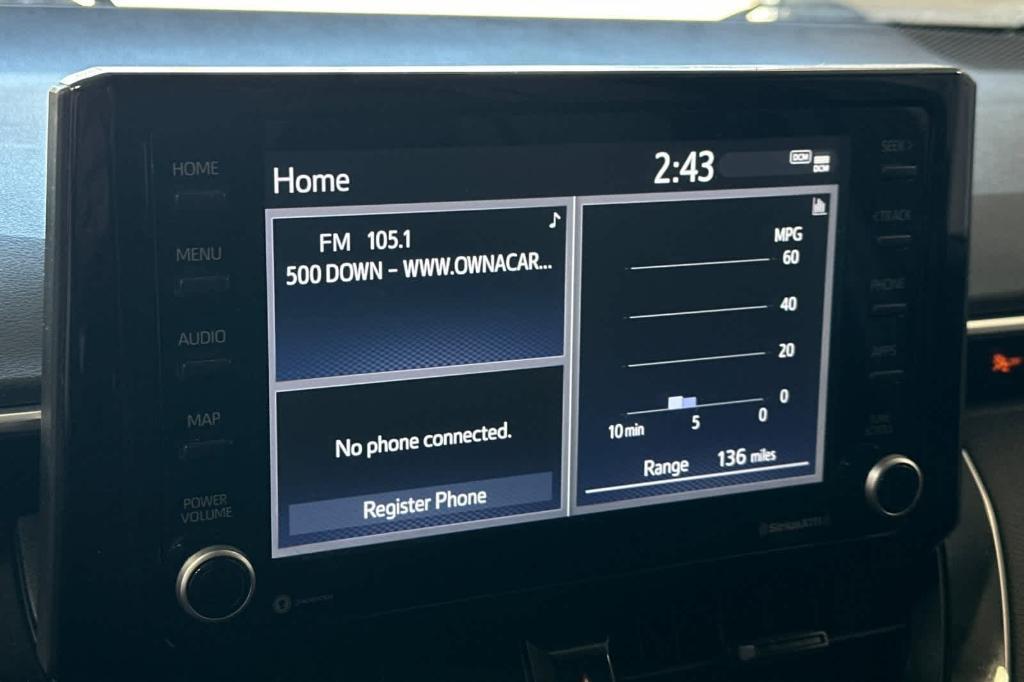 HOME
MENU
AUDIO
MAP
POWER
VOLUME
Home
2:43
DCM
DCM
FM 105.1
500 DOWN - WWW.OWNACAR...
No phone connected.
Register Phone
MPG
60
40
20
0
10 min
5
0
Range 136 miles
SEEK >
< TRACK
PHONE
APPS
SiriusXM